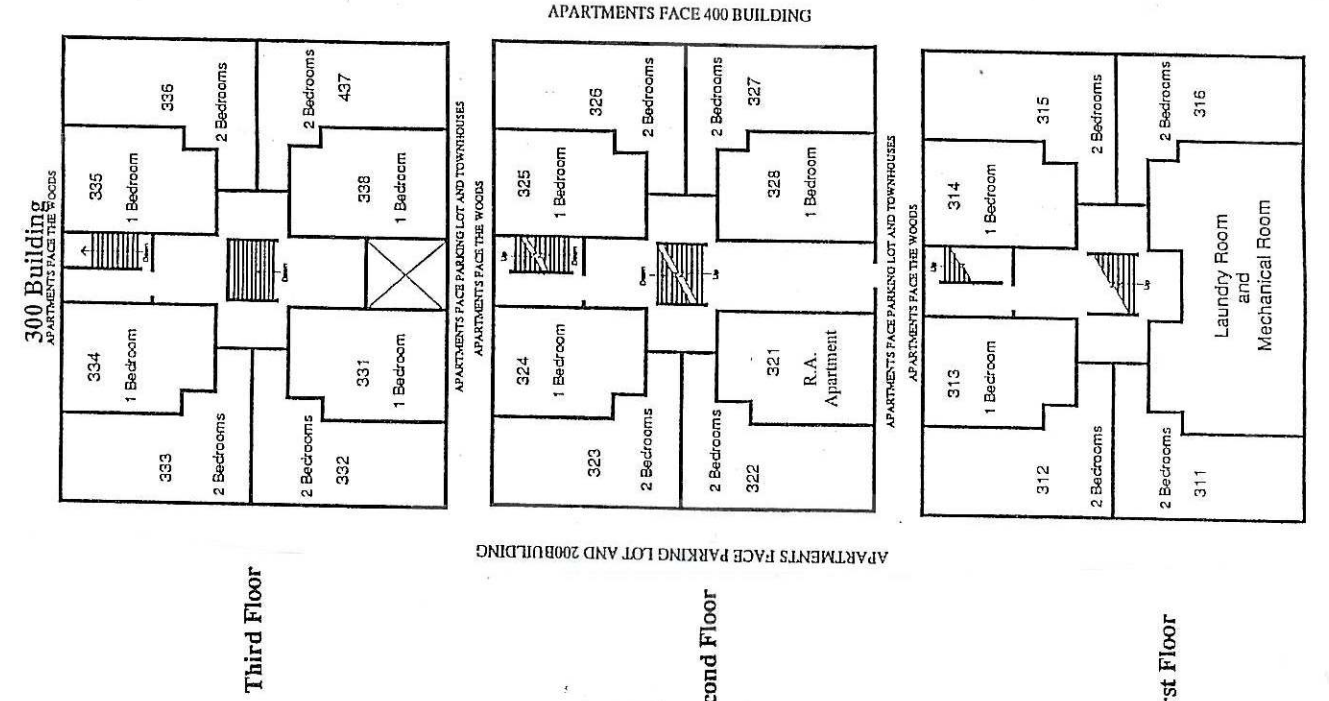 APARTMENTS FACE 400 BUILDING
300 Building
APARTMENTS FACE THE WOODS
336
2 Bedrooms
2 Bedrooms
437
335
1 Bedroom
338
1 Bedroom
Down
Down
334
1 Bedroom
331
1 Bedroom
333
2 Bedrooms
2 Bedrooms
332
APARTMENTS FACE PARKING LOT AND TOWNHOUSES
Third Floor
APARTMENTS FACE THE WOODS
326
2 Bedrooms
2 Bedrooms
327
325
1 Bedroom
328
1 Bedroom
Up
Down
Down
Up
324
1 Bedroom
321
R.A.
Apartment
323
2 Bedrooms
2 Bedrooms
322
APARTMENTS FACE PARKING LOT AND TOWNHOUSES
cond Floor
APARTMENTS FACE THE WOODS
315
2 Bedrooms
2 Bedrooms
316
314
1 Bedroom
Up
Up
Laundry Room
and
Mechanical Room
313
1 Bedroom
312
2 Bedrooms
2 Bedrooms
311
rst Floor
APARTMENTS FACE PARKING LOT AND 200BUILDING